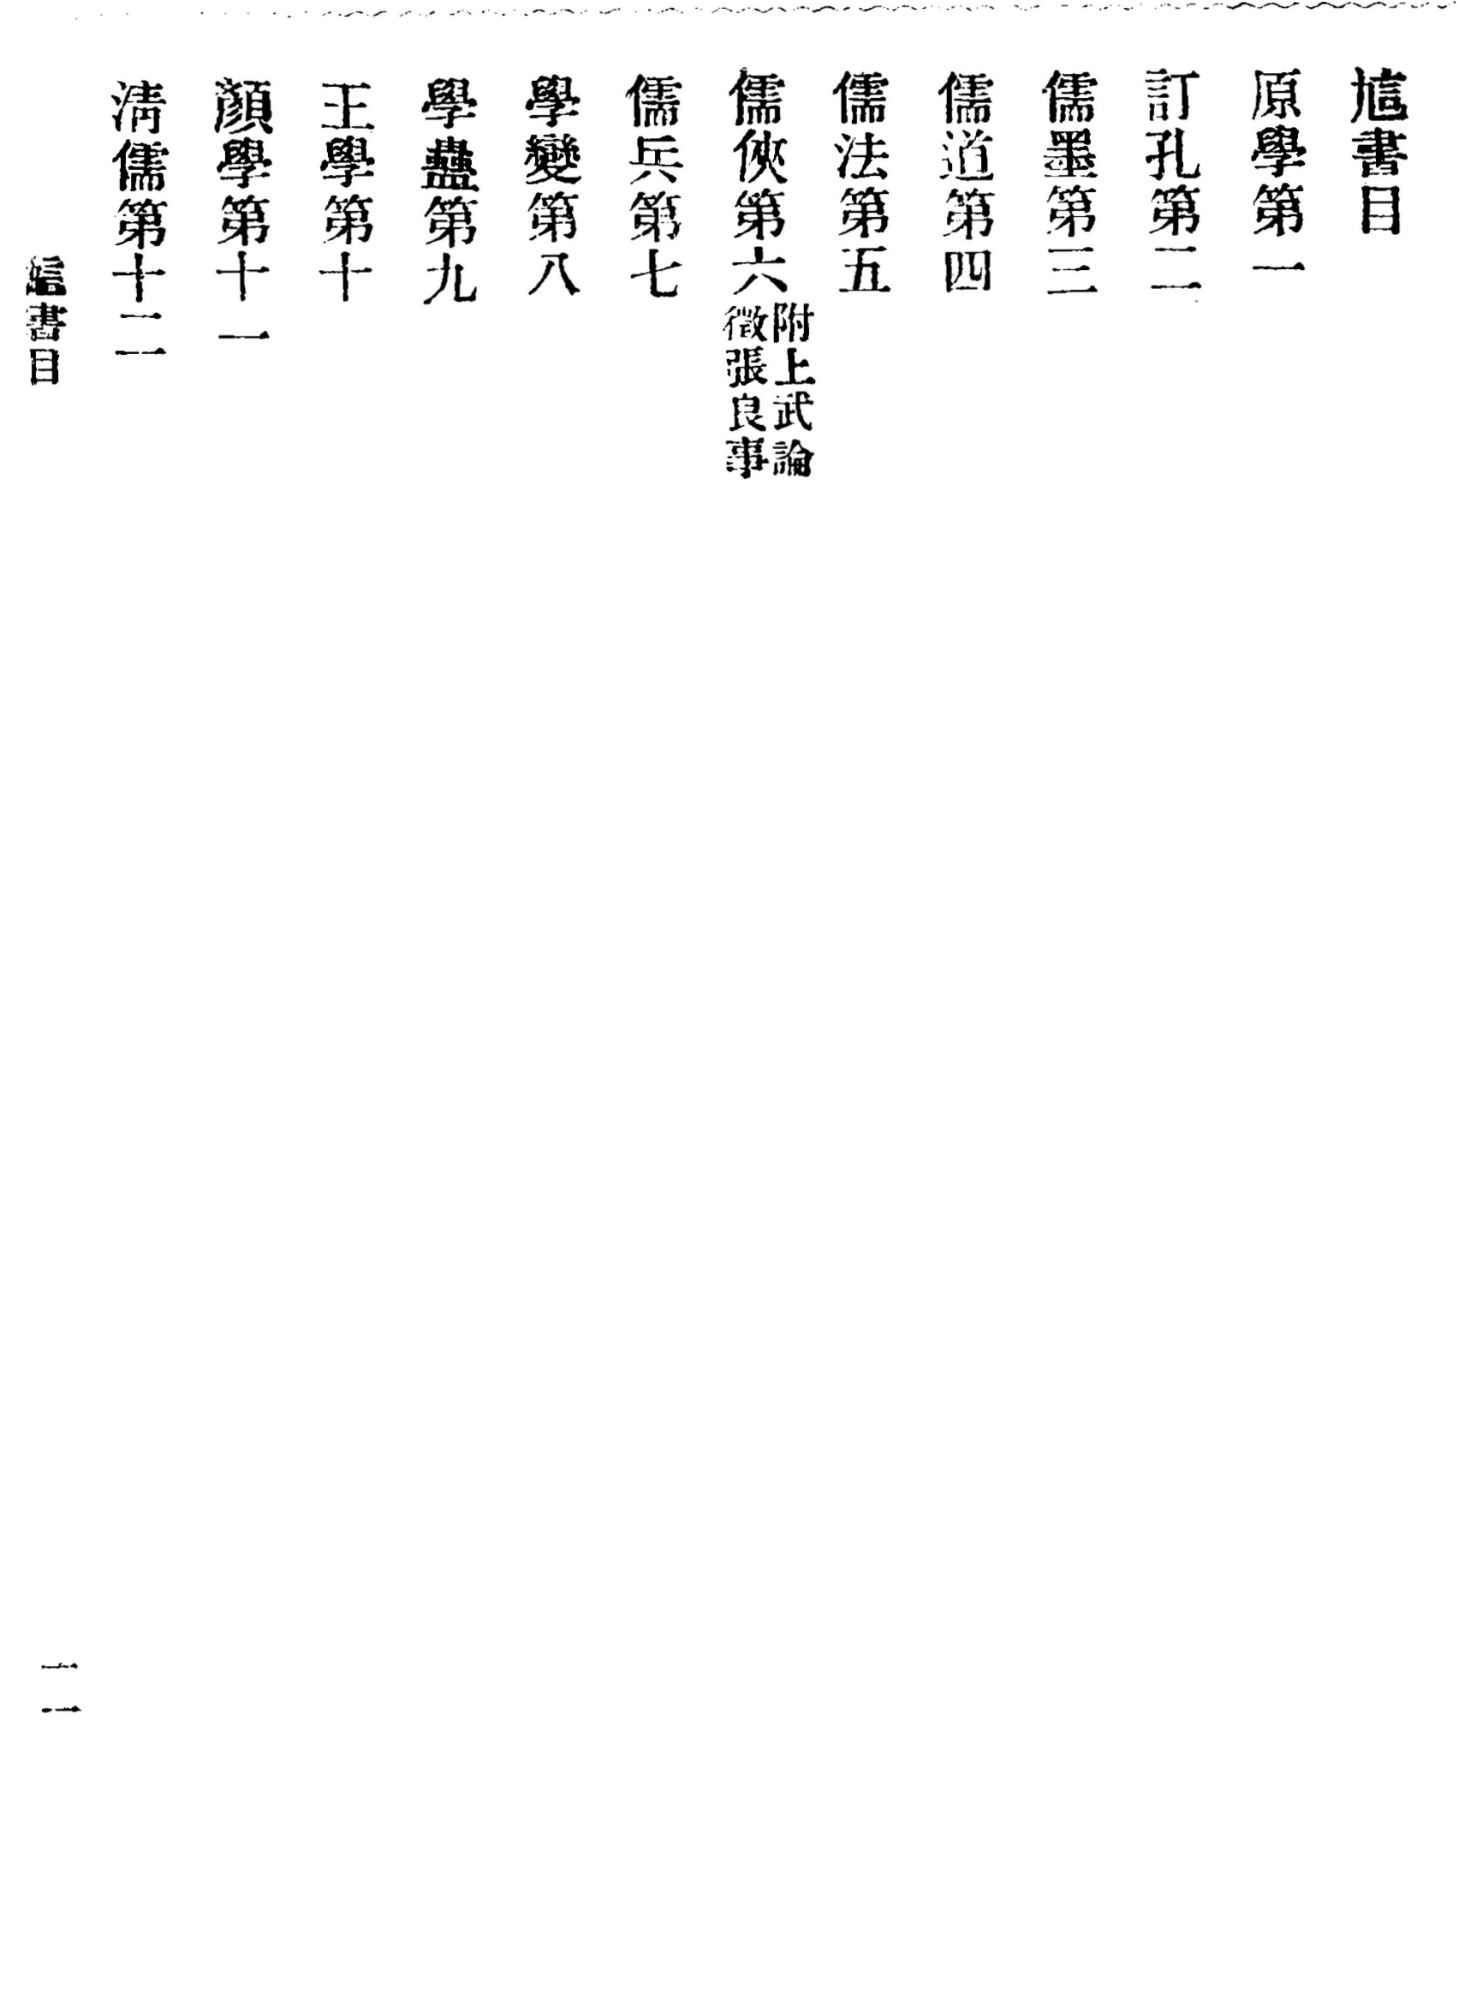 訄書目
原學第一
訂孔第二
儒墨第三
儒道第四
儒法第五
儒俠第六附上武論徵張良事
儒兵第七
學變第八
學蠱第九
王學第十
顏學第十一
清儒第十二
訄書目